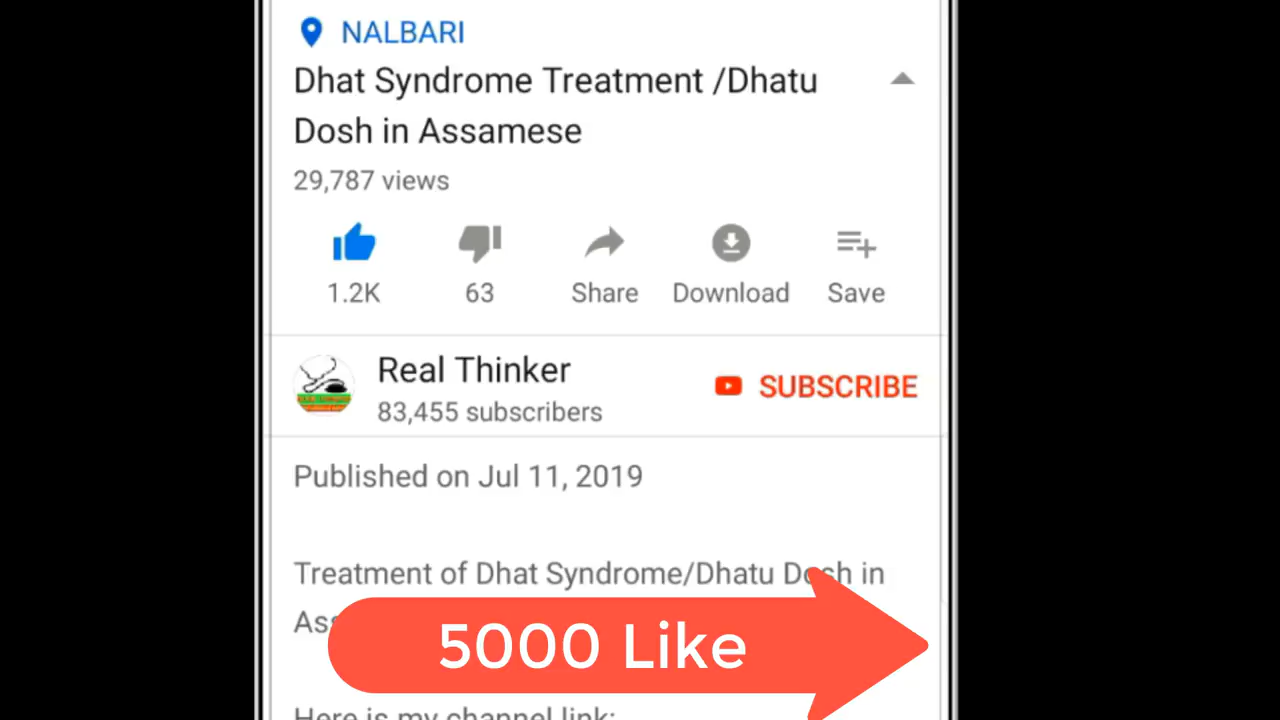 NALBARI
Dhat Syndrome Treatment /Dhatu
Dosh in Assamese
29,787 views
1.2K 63 Share Download Save
Real Thinker
83,455 subscribers
SUBSCRIBE
Published on Jul 11, 2019
Treatment of Dhat Syndrome/Dhatu Dosh in
5000 Like
Here is my channel link: